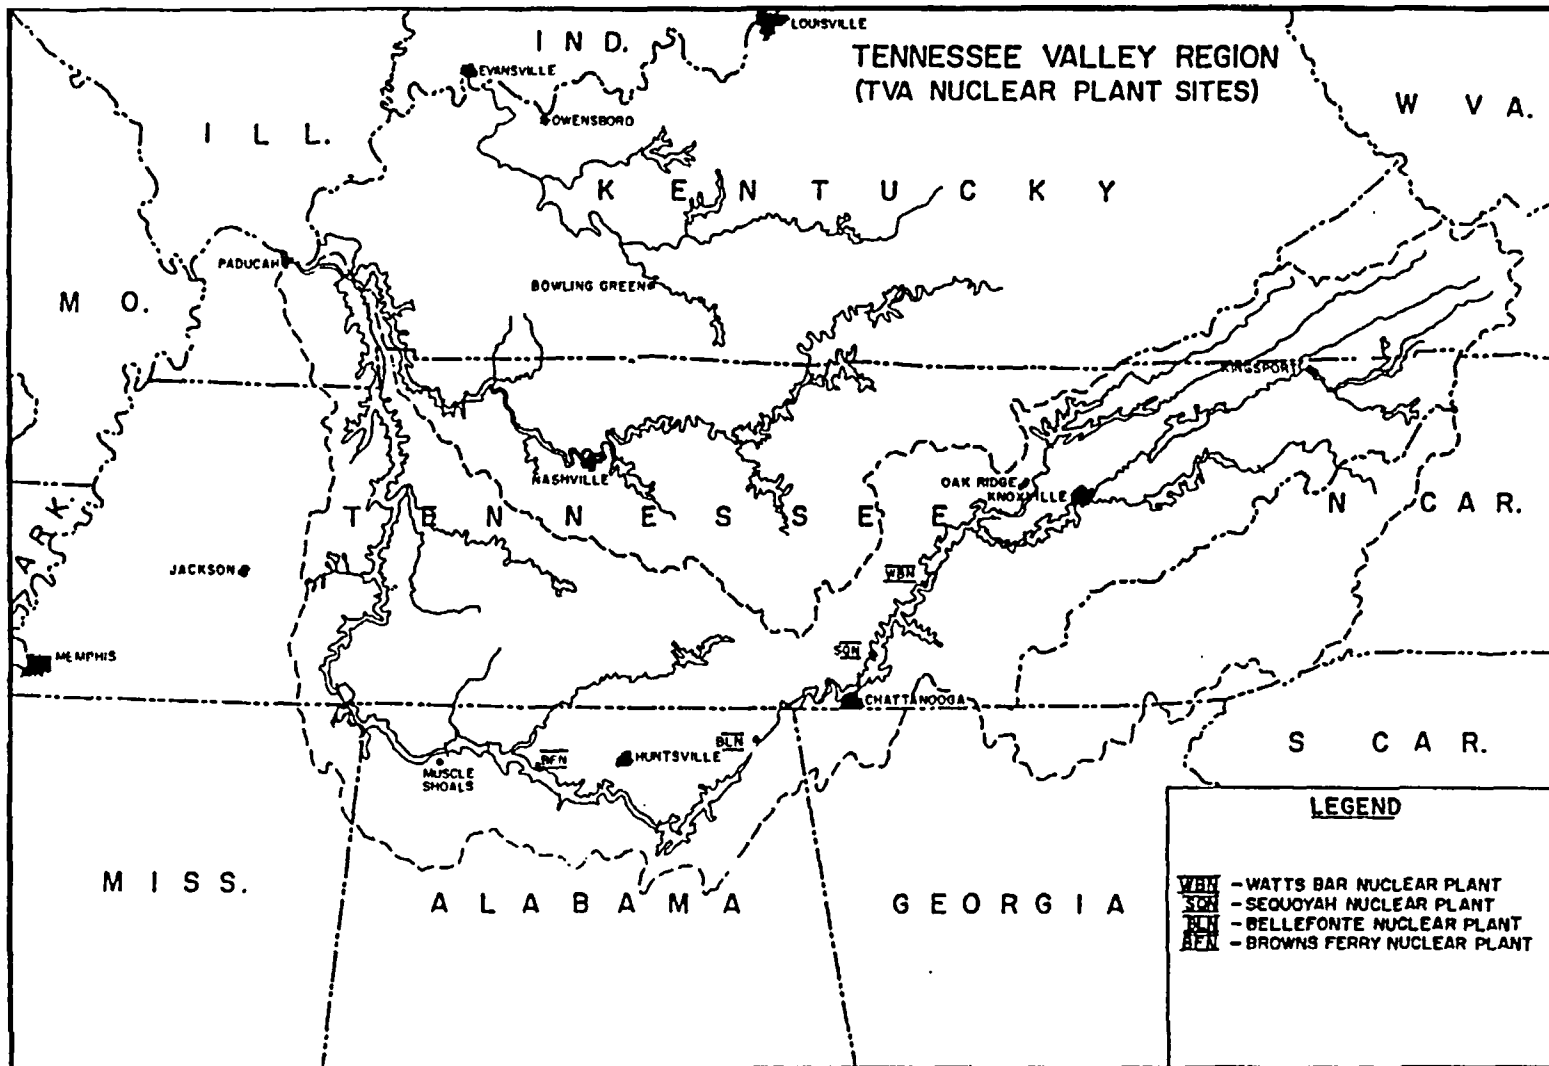 LOUISVILLE
IND.
TENNESSEE VALLEY REGION
(TVA NUCLEAR PLANT SITES)
EVANSVILLE
W VA.
OWENSBORO
ILL.
KENTUCKY
PADUCAH
BOWLING GREEN
MO.
KINGSPORT
NASHVILLE
OAK RIDGE
KNOXVILLE
TENNESSEE
N CAR.
ARK.
JACKSON
WBN
SQN
MEMPHIS
CHATTANOOGA
BLN
S CAR.
BFN
HUNTSVILLE
MUSCLE
SHOALS
LEGEND
MISS.
ALABAMA
GEORGIA
WBN - WATTS BAR NUCLEAR PLANT
SQN - SEQUOYAH NUCLEAR PLANT
BLN - BELLEFONTE NUCLEAR PLANT
BFN - BROWNS FERRY NUCLEAR PLANT